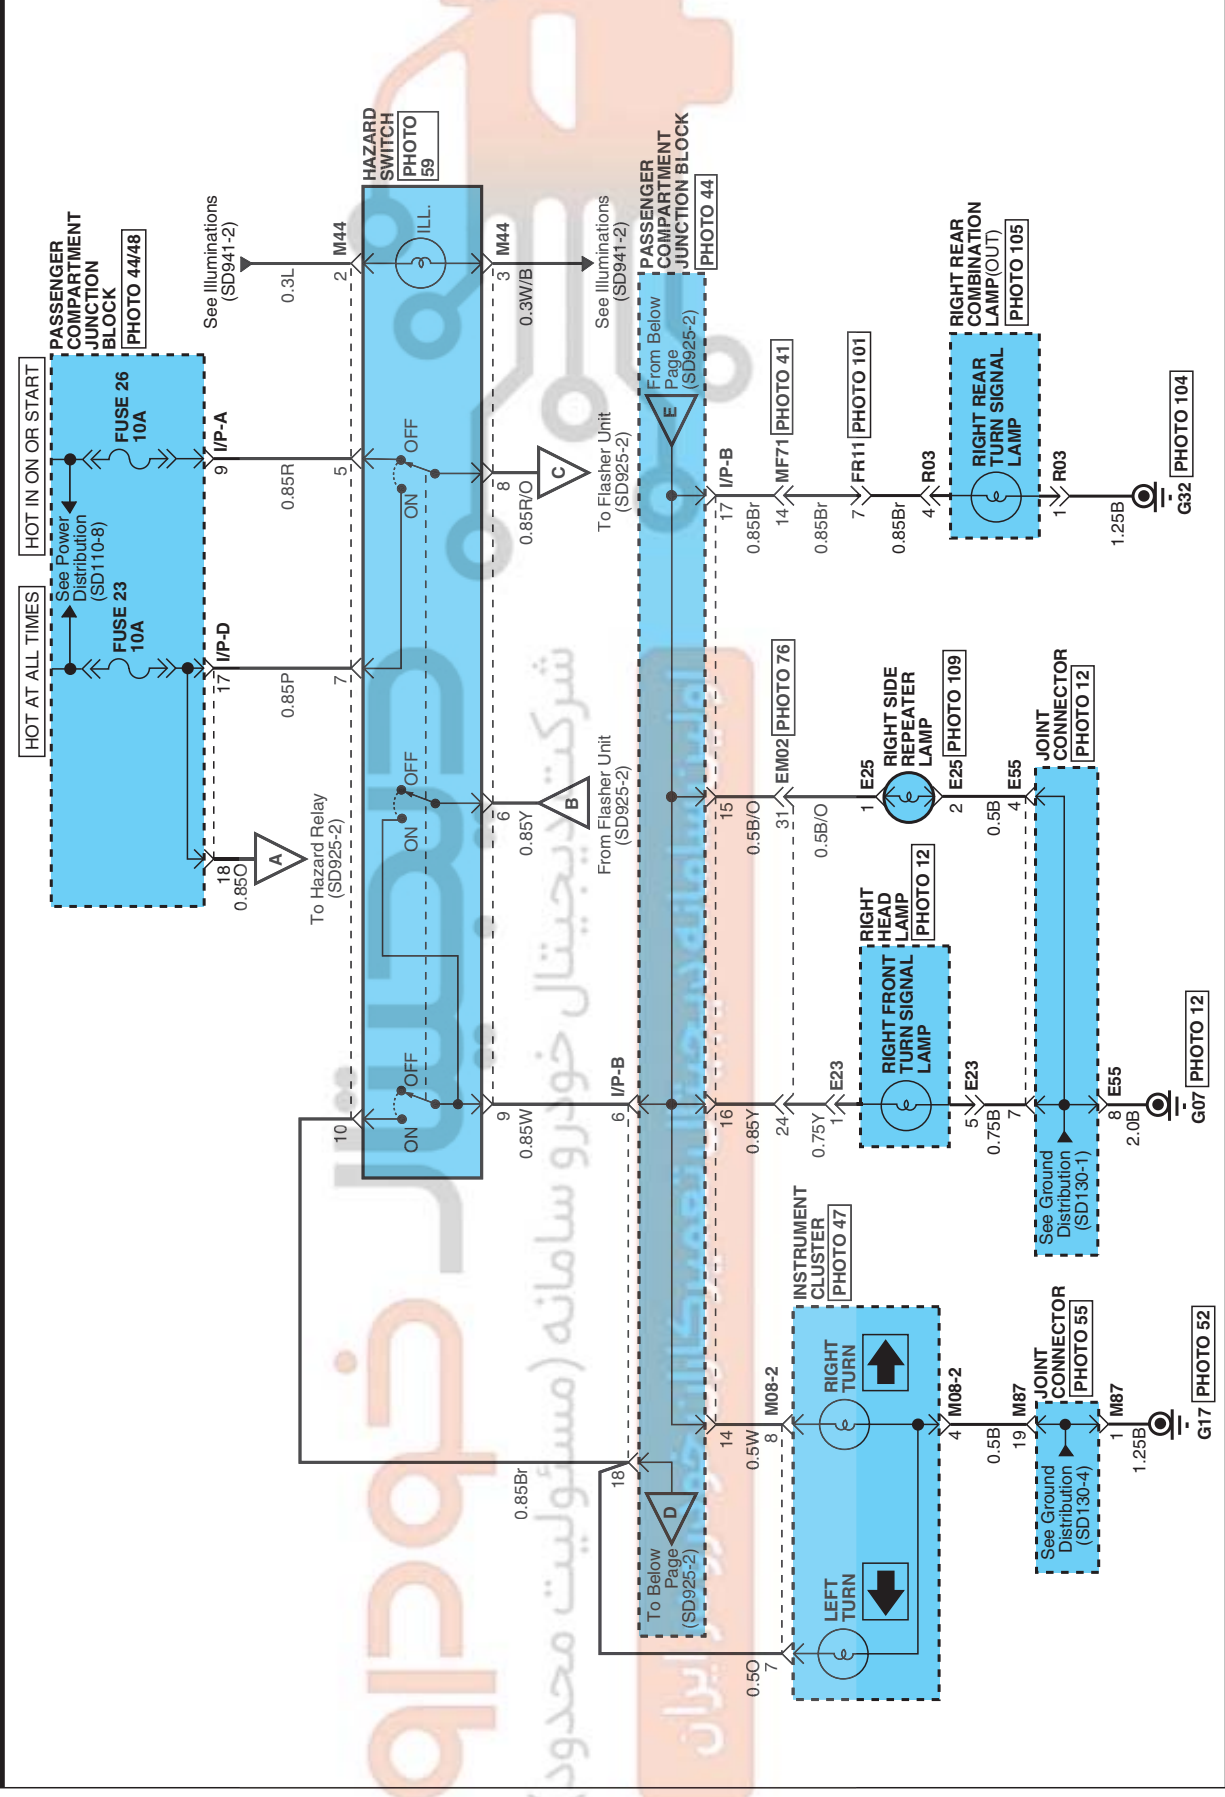 HOT AT ALL TIMES
HOT IN ON OR START
PASSENGER
COMPARTMENT
JUNCTION
BLOCK
PHOTO 44/48
See Power
Distribution
(SD110-8)
FUSE 23
10A
FUSE 26
10A
18
17
I/P-D
9
I/P-A
0.85O
A
To Hazard Relay
(SD925-2)
0.85P
0.85R
See Illuminations
(SD941-2)
0.3L
10
7
5
2
M44
HAZARD
SWITCH
PHOTO
59
ON
OFF
ON
OFF
ON
OFF
ILL.
9
6
8
3
M44
0.85W
0.85Y
0.85R/O
0.3W/B
B
From Flasher Unit
(SD925-2)
C
To Flasher Unit
(SD925-2)
See Illuminations
(SD941-2)
0.85Br
18
6
I/P-B
PASSENGER
COMPARTMENT
JUNCTION BLOCK
PHOTO 44
To Below
Page
(SD925-2)
D
E
From Below
Page
(SD925-2)
14
16
15
17
I/P-B
0.5O
0.5W
0.85Y
0.5B/O
0.85Br
7
8
M08-2
24
31
EM02
PHOTO 76
14
MF71
PHOTO 41
0.75Y
0.5B/O
0.85Br
1
E23
1
E25
7
FR11
PHOTO 101
0.85Br
4
R03
INSTRUMENT
CLUSTER
PHOTO 47
LEFT
TURN
RIGHT
TURN
RIGHT
HEAD
LAMP
PHOTO 12
RIGHT FRONT
TURN SIGNAL
LAMP
RIGHT SIDE
REPEATER
LAMP
PHOTO 109
RIGHT REAR
COMBINATION
LAMP(OUT)
PHOTO 105
RIGHT REAR
TURN SIGNAL
LAMP
4
M08-2
5
E23
2
E25
1
R03
0.5B
0.75B
0.5B
1.25B
19
M87
7
4
E55
JOINT
CONNECTOR
PHOTO 55
JOINT
CONNECTOR
PHOTO 12
See Ground
Distribution
(SD130-4)
See Ground
Distribution
(SD130-1)
1
M87
8
E55
1.25B
2.0B
G17
PHOTO 52
G07
PHOTO 12
G32
PHOTO 104
دیجیتال خودرو
شرکت دیجیتال خودرو سامانه (مسئولیت محدود)